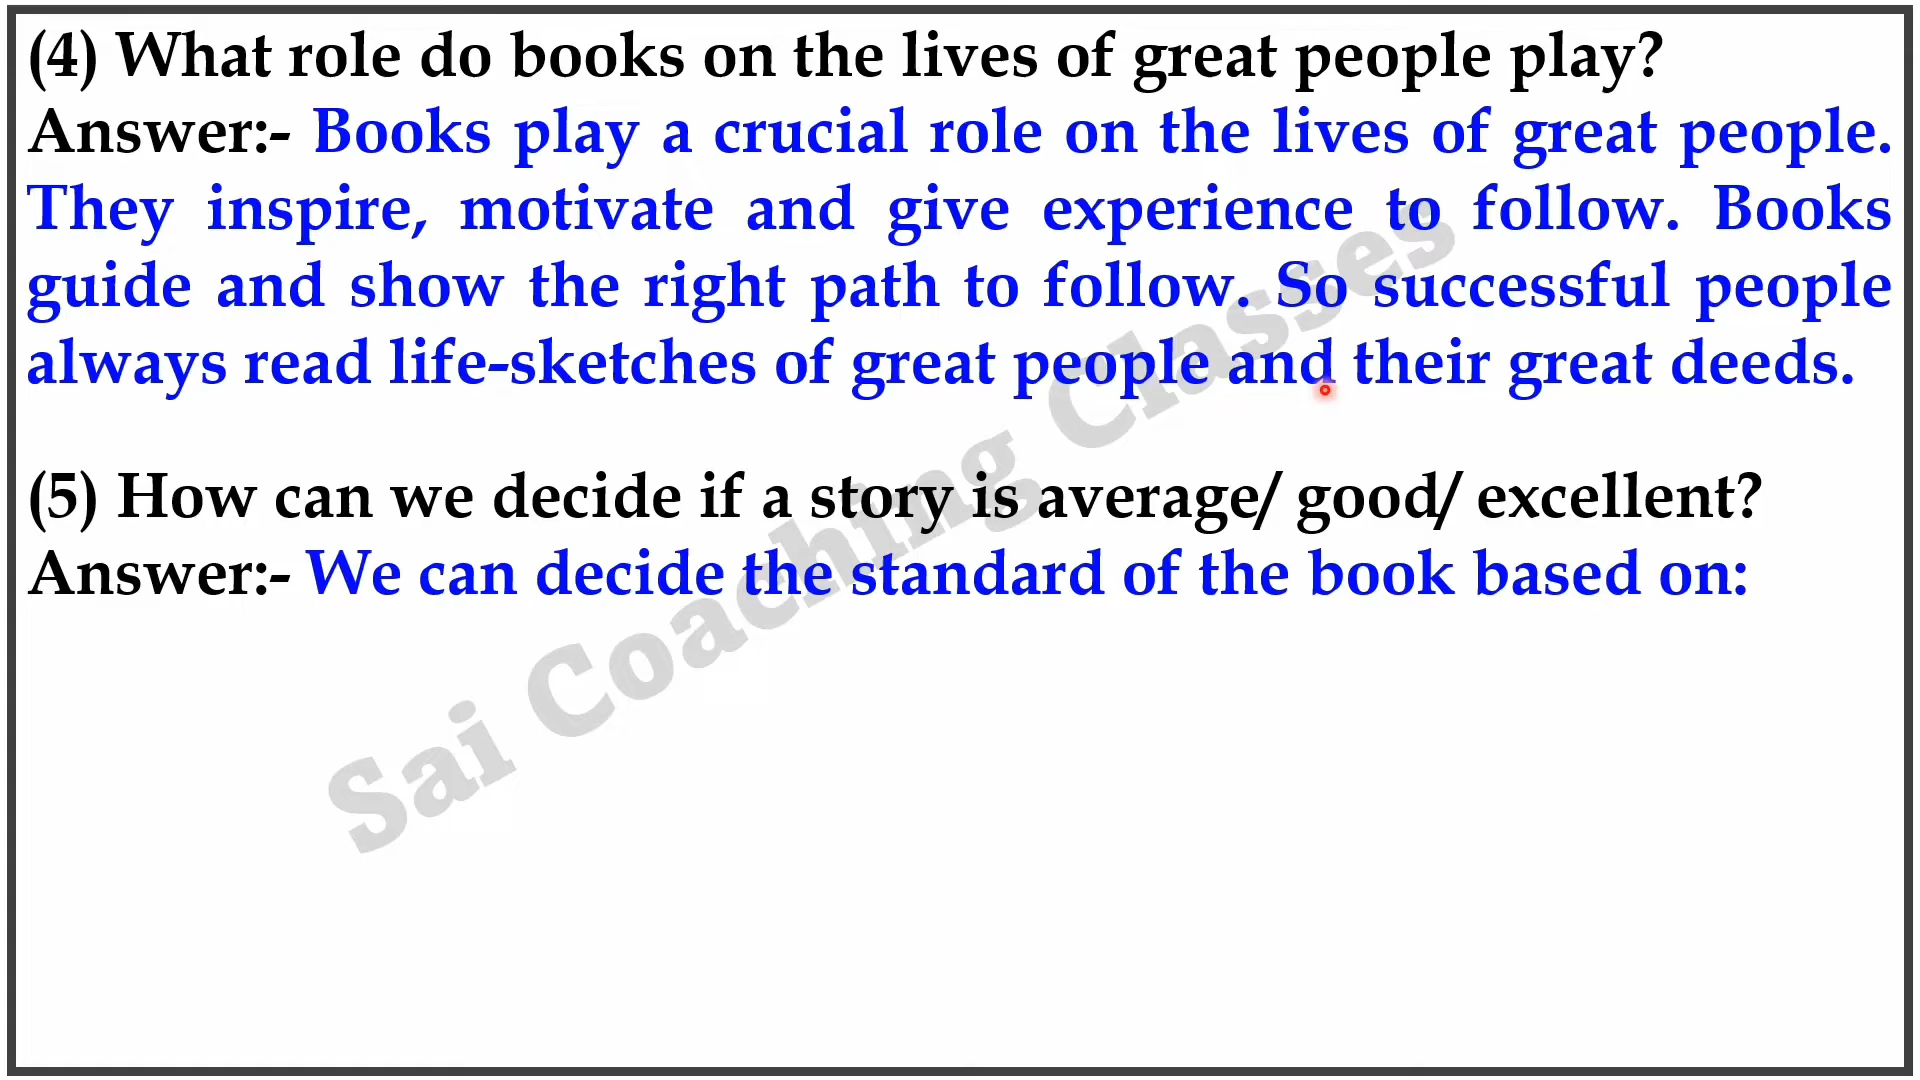 (4) What role do books on the lives of great people play?
Answer:- Books play a crucial role on the lives of great people.
They inspire, motivate and give experience to follow. Books
guide and show the right path to follow. So successful people
always read life-sketches of great people and their great deeds.
(5) How can we decide if a story is average/ good/ excellent?
Answer:- We can decide the standard of the book based on:
Sai Coaching Classes